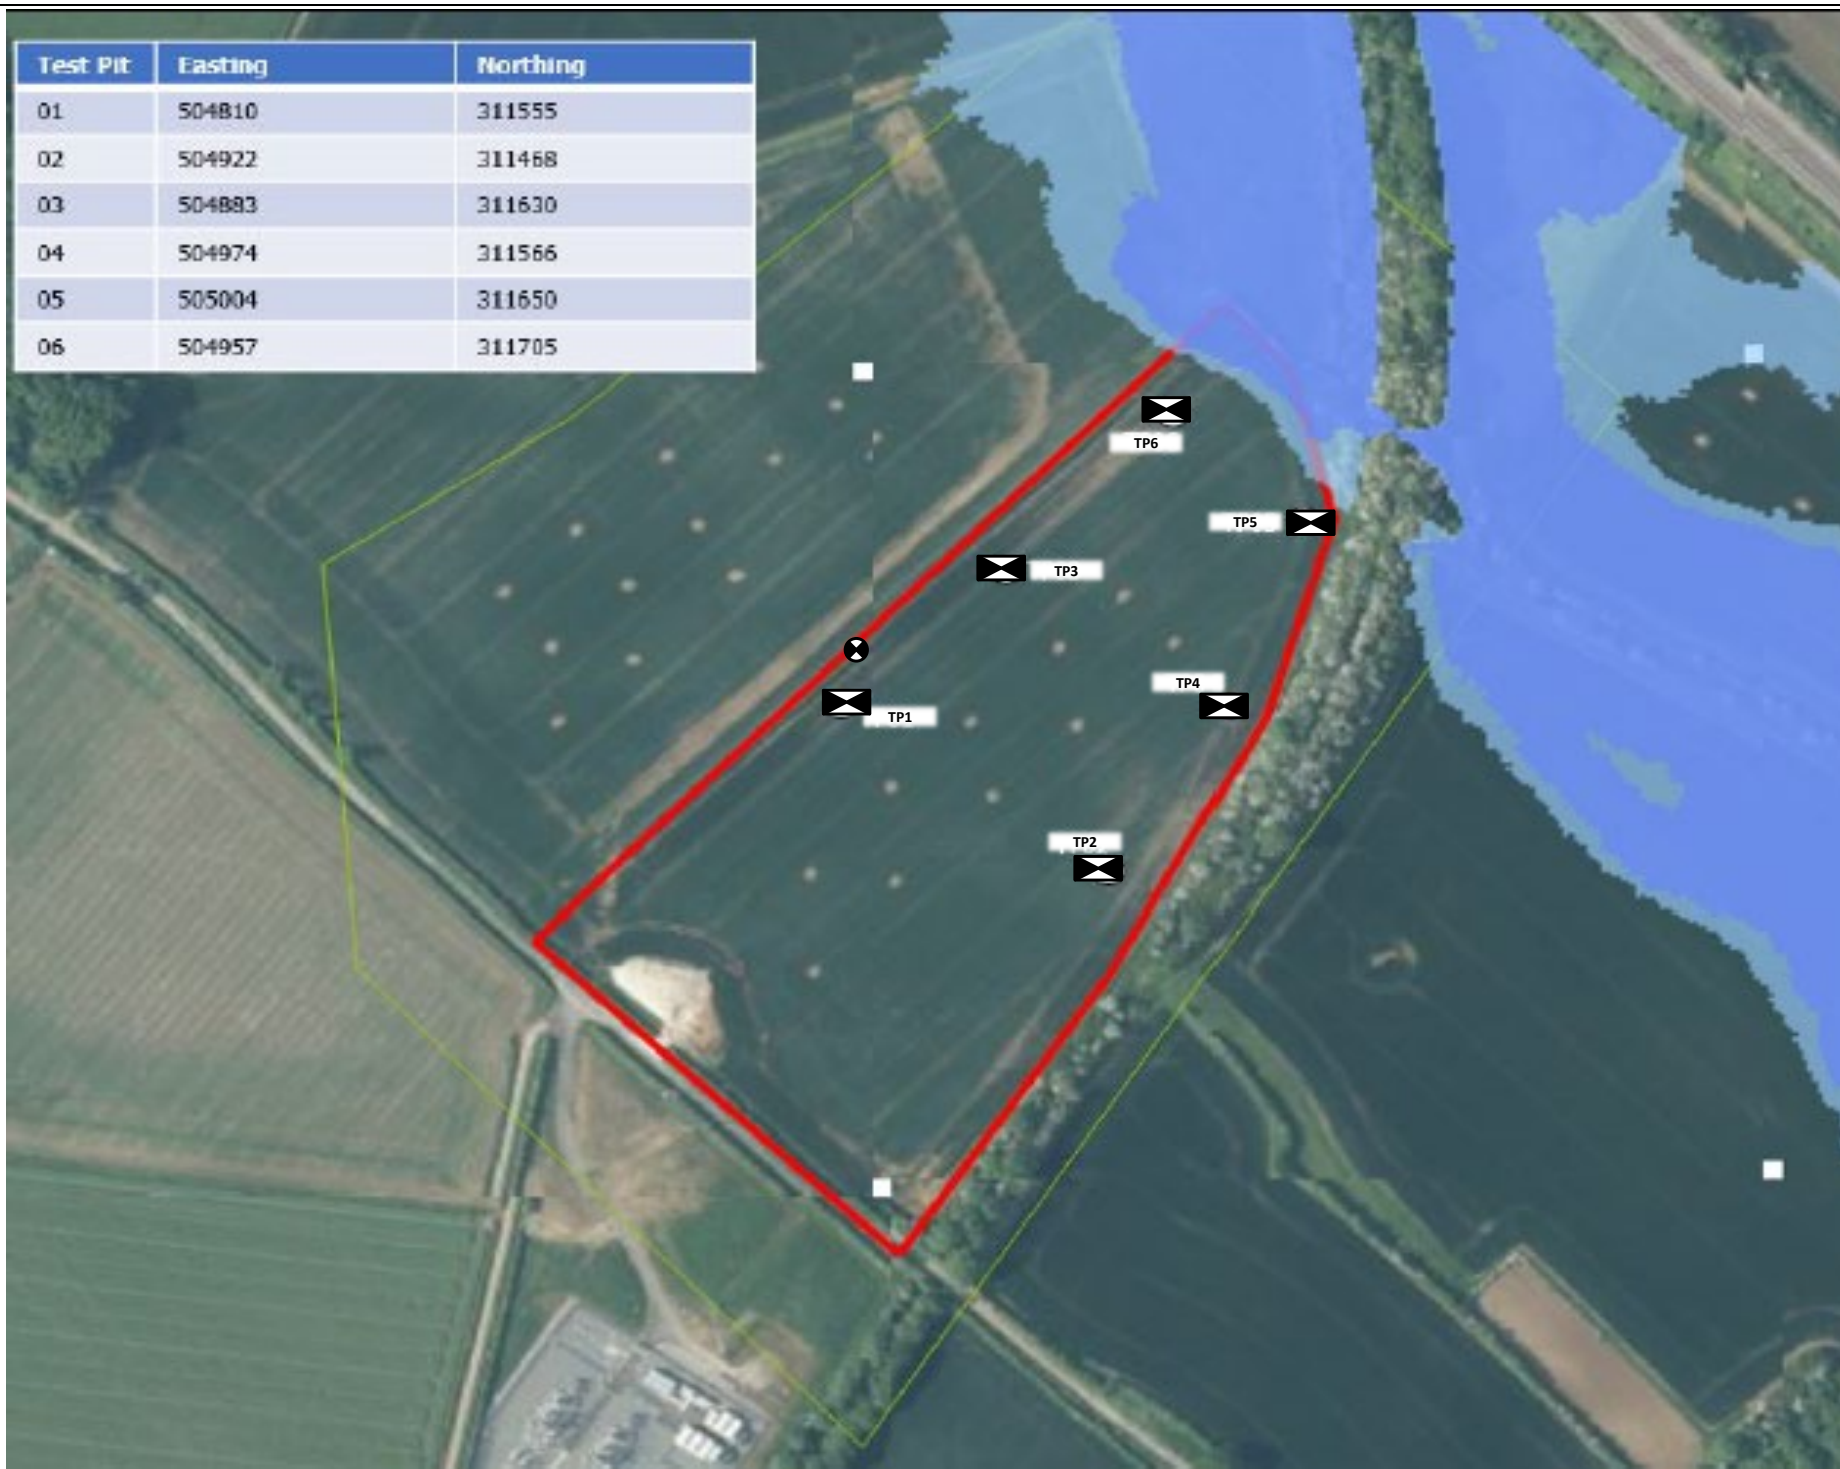 Test Pit Easting Northing
01 504810 311555
02 504922 311468
03 504883 311630
04 504974 311566
05 505004 311650
06 504957 311705
TP6
TP5
TP3
TP4
TP1
TP2